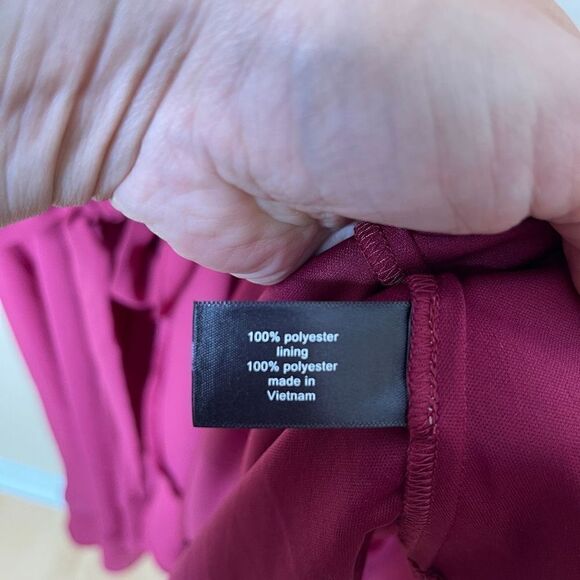 100% polyester
lining
100% polyester
made in
Vietnam